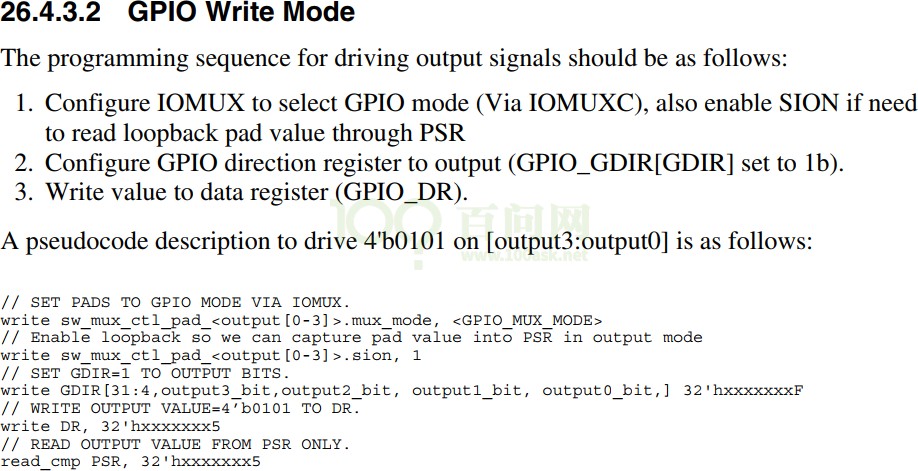 26.4.3.2 GPIO Write Mode
The programming sequence for driving output signals should be as follows:
1. Configure IOMUX to select GPIO mode (Via IOMUXC), also enable SION if need
to read loopback pad value through PSR
2. Configure GPIO direction register to output (GPIO_GDIR[GDIR] set to 1b).
3. Write value to data register (GPIO_DR).
100 百问网
www.100ask.net
A pseudocode description to drive 4'b0101 on [output3:output0] is as follows:
// SET PADS TO GPIO MODE VIA IOMUX.
write sw_mux_ctl_pad_<output[0-3]>.mux_mode, <GPIO_MUX_MODE>
// Enable loopback so we can capture pad value into PSR in output mode
write sw_mux_ctl_pad_<output[0-3]>.sion, 1
// SET GDIR=1 TO OUTPUT BITS.
write GDIR[31:4,output3_bit,output2_bit, output1_bit, output0_bit,] 32'hxxxxxxxF
// WRITE OUTPUT VALUE=4’b0101 TO DR.
write DR, 32'hxxxxxxx5
// READ OUTPUT VALUE FROM PSR ONLY.
read_cmp PSR, 32'hxxxxxxx5